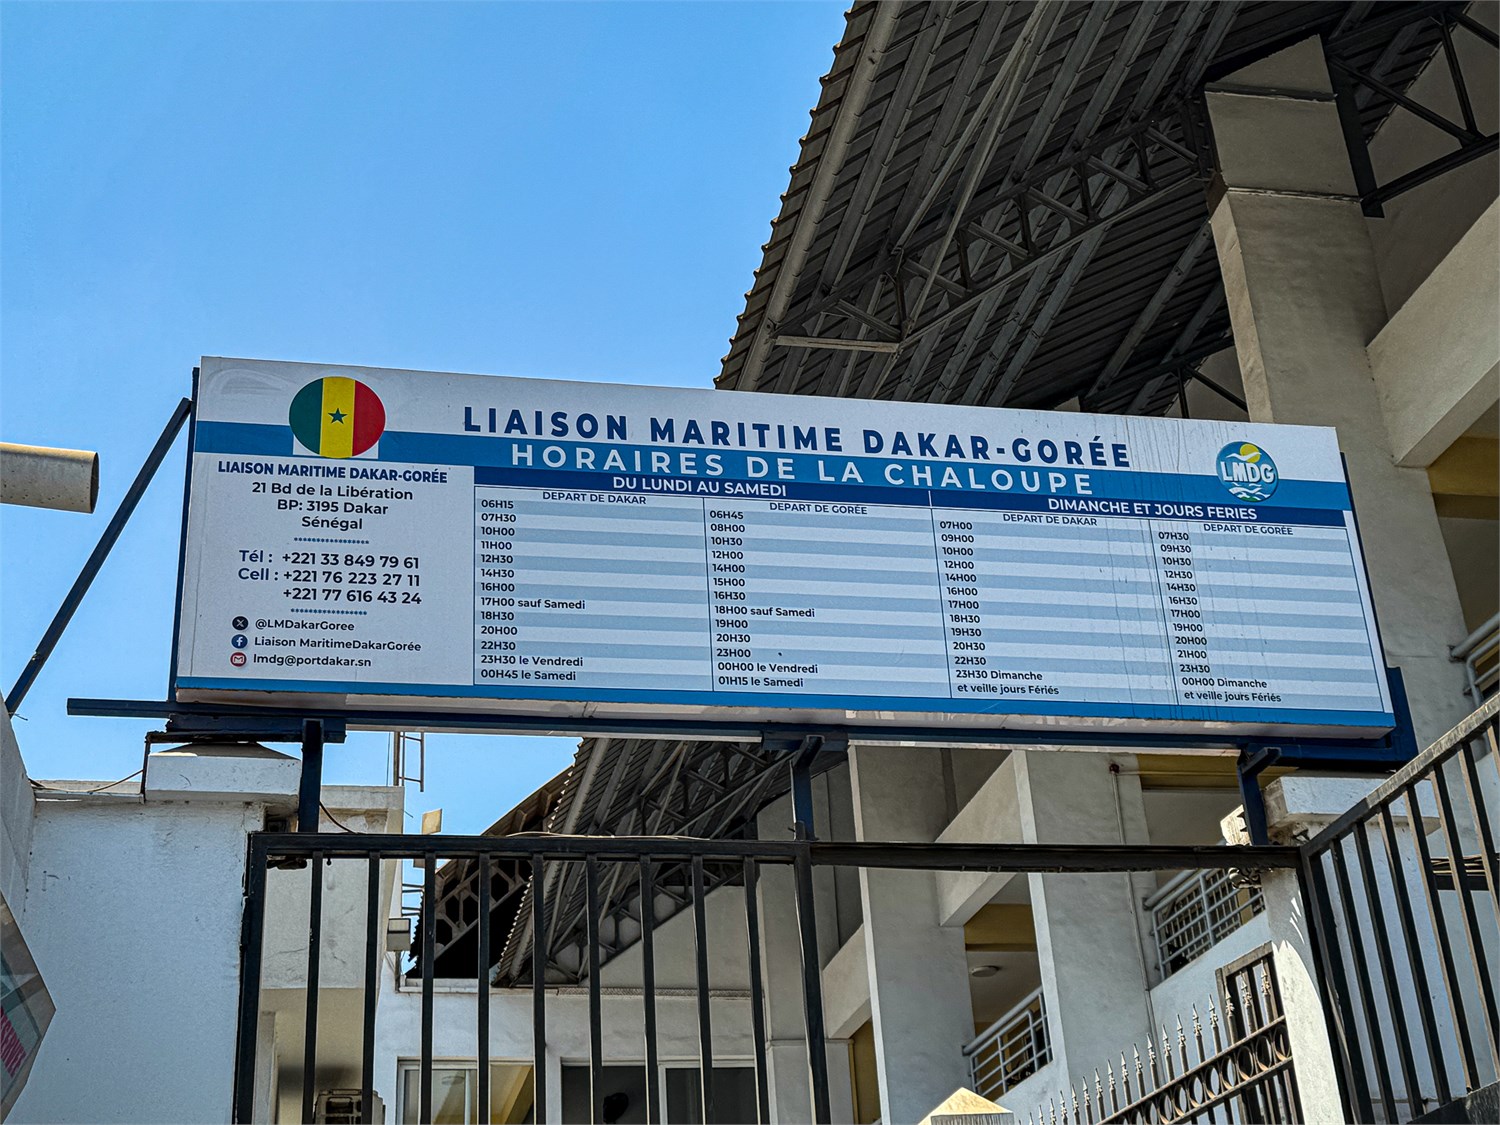 LIAISON MARITIME DAKAR-GORÉE
HORAIRES DE LA CHALOUPE
LMDG
LIAISON MARITIME DAKAR-GORÉE
21 Bd de la Libération
BP: 3195 Dakar
Sénégal
Tél : +221 33 849 79 61
Cell : +221 76 223 27 11
+221 77 616 43 24
@LMDakarGoree
Liaison MaritimeDakarGorée
lmdg@portdakar.sn
DU LUNDI AU SAMEDI
DEPART DE DAKAR
06H15
07H30
10H00
11H00
12H30
14H30
16H00
17H00 sauf Samedi
18H30
20H00
22H30
23H30 le Vendredi
00H45 le Samedi
DEPART DE GORÉE
06H45
08H00
10H30
12H00
14H00
15H00
16H30
18H00 sauf Samedi
19H00
20H30
23H00
00H00 le Vendredi
01H15 le Samedi
DIMANCHE ET JOURS FERIES
DEPART DE DAKAR
07H00
09H00
10H00
12H00
14H00
16H00
17H00
18H30
19H30
20H30
22H30
23H30 Dimanche
et veille jours Fériés
DEPART DE GORÉE
07H30
09H30
10H30
12H30
14H30
16H30
17H00
19H00
20H00
21H00
23H30
00H00 Dimanche
et veille jours Fériés